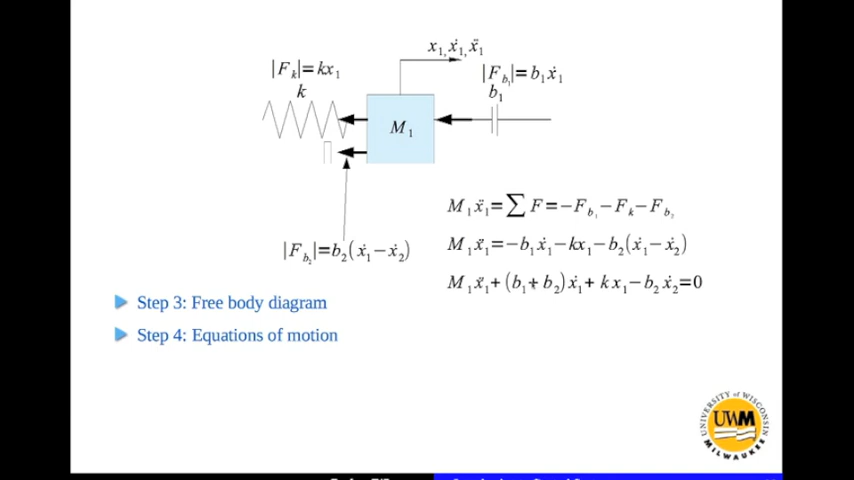 x₁, ẋ₁, ẍ₁
|F_k|=kx₁
|F_b₁|=b₁ẋ₁
k
b₁
M₁
M₁ẍ₁=∑F=−F_b₁−F_k−F_b₂
M₁ẍ₁=−b₁ẋ₁−kx₁−b₂(ẋ₁−ẋ₂)
|F_b₂|=b₂(ẋ₁−ẋ₂)
M₁ẍ₁+(b₁+b₂)ẋ₁+kx₁−b₂ẋ₂=0
Step 3: Free body diagram
Step 4: Equations of motion
UNIVERSITY of WISCONSIN
UWM
MILWAUKEE